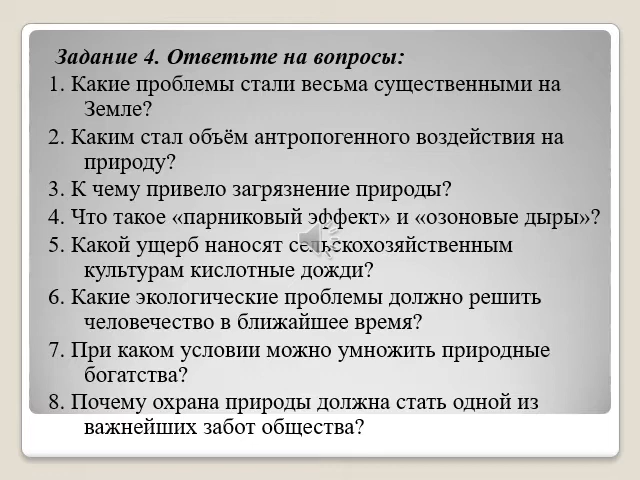 Задание 4. Ответьте на вопросы:
1. Какие проблемы стали весьма существенными на
Земле?
2. Каким стал объём антропогенного воздействия на
природу?
3. К чему привело загрязнение природы?
4. Что такое «парниковый эффект» и «озоновые дыры»?
5. Какой ущерб наносят сельскохозяйственным
культурам кислотные дожди?
6. Какие экологические проблемы должно решить
человечество в ближайшее время?
7. При каком условии можно умножить природные
богатства?
8. Почему охрана природы должна стать одной из
важнейших забот общества?